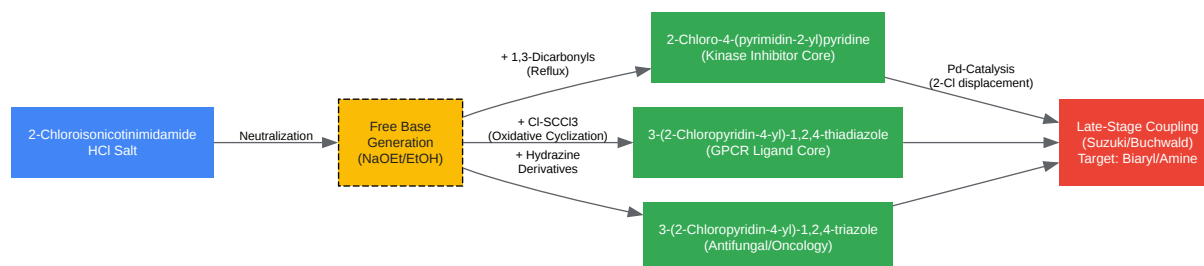 2-Chloroisonicotinimidamide
HCl Salt
Neutralization
Free Base
Generation
(NaOEt/EtOH)
+ 1,3-Dicarbonyls
(Reflux)
+ Cl-SCCl3
(Oxidative Cyclization)
+ Hydrazine
Derivatives
2-Chloro-4-(pyrimidin-2-yl)pyridine
(Kinase Inhibitor Core)
3-(2-Chloropyridin-4-yl)-1,2,4-thiadiazole
(GPCR Ligand Core)
3-(2-Chloropyridin-4-yl)-1,2,4-triazole
(Antifungal/Oncology)
Pd-Catalysis
(2-Cl displacement)
Late-Stage Coupling
(Suzuki/Buchwald)
Target: Biaryl/Amine